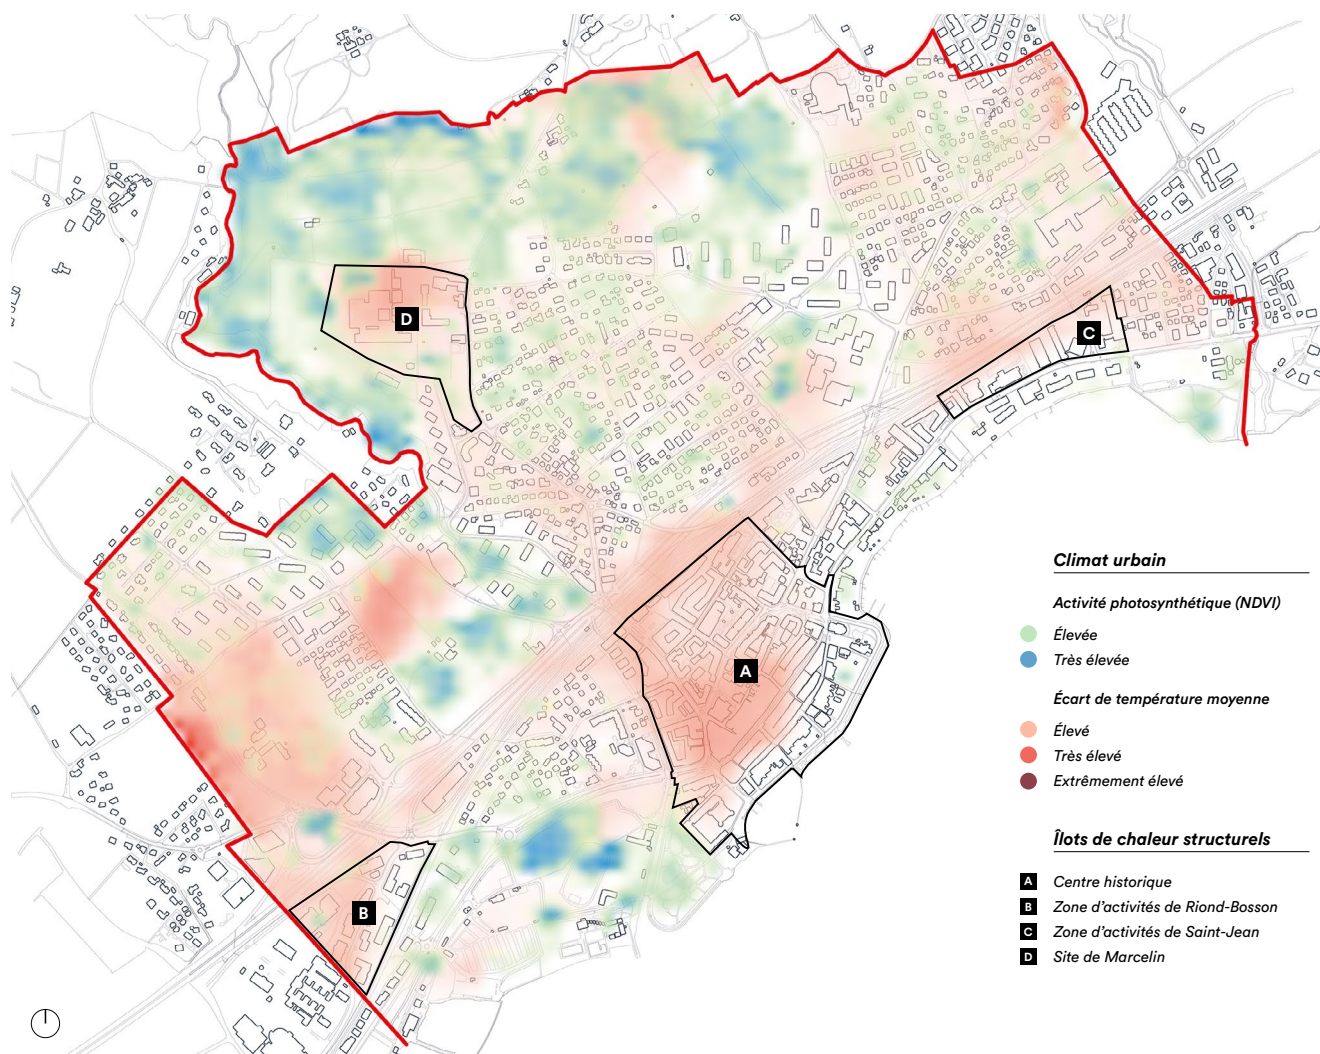 D
C
A
B
Climat urbain
Activité photosynthétique (NDVI)
Élevée
Très élevée
Écart de température moyenne
Élevé
Très élevé
Extrêmement élevé
Îlots de chaleur structurels
A Centre historique
B Zone d'activités de Riond-Bosson
C Zone d'activités de Saint-Jean
D Site de Marcelin